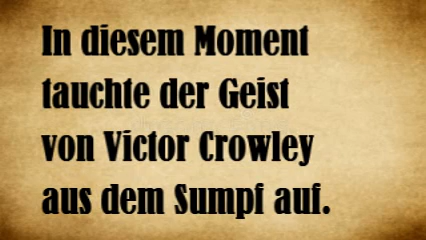 In diesem Moment
tauchte der Geist
von Victor Crowley
aus dem Sumpf auf.